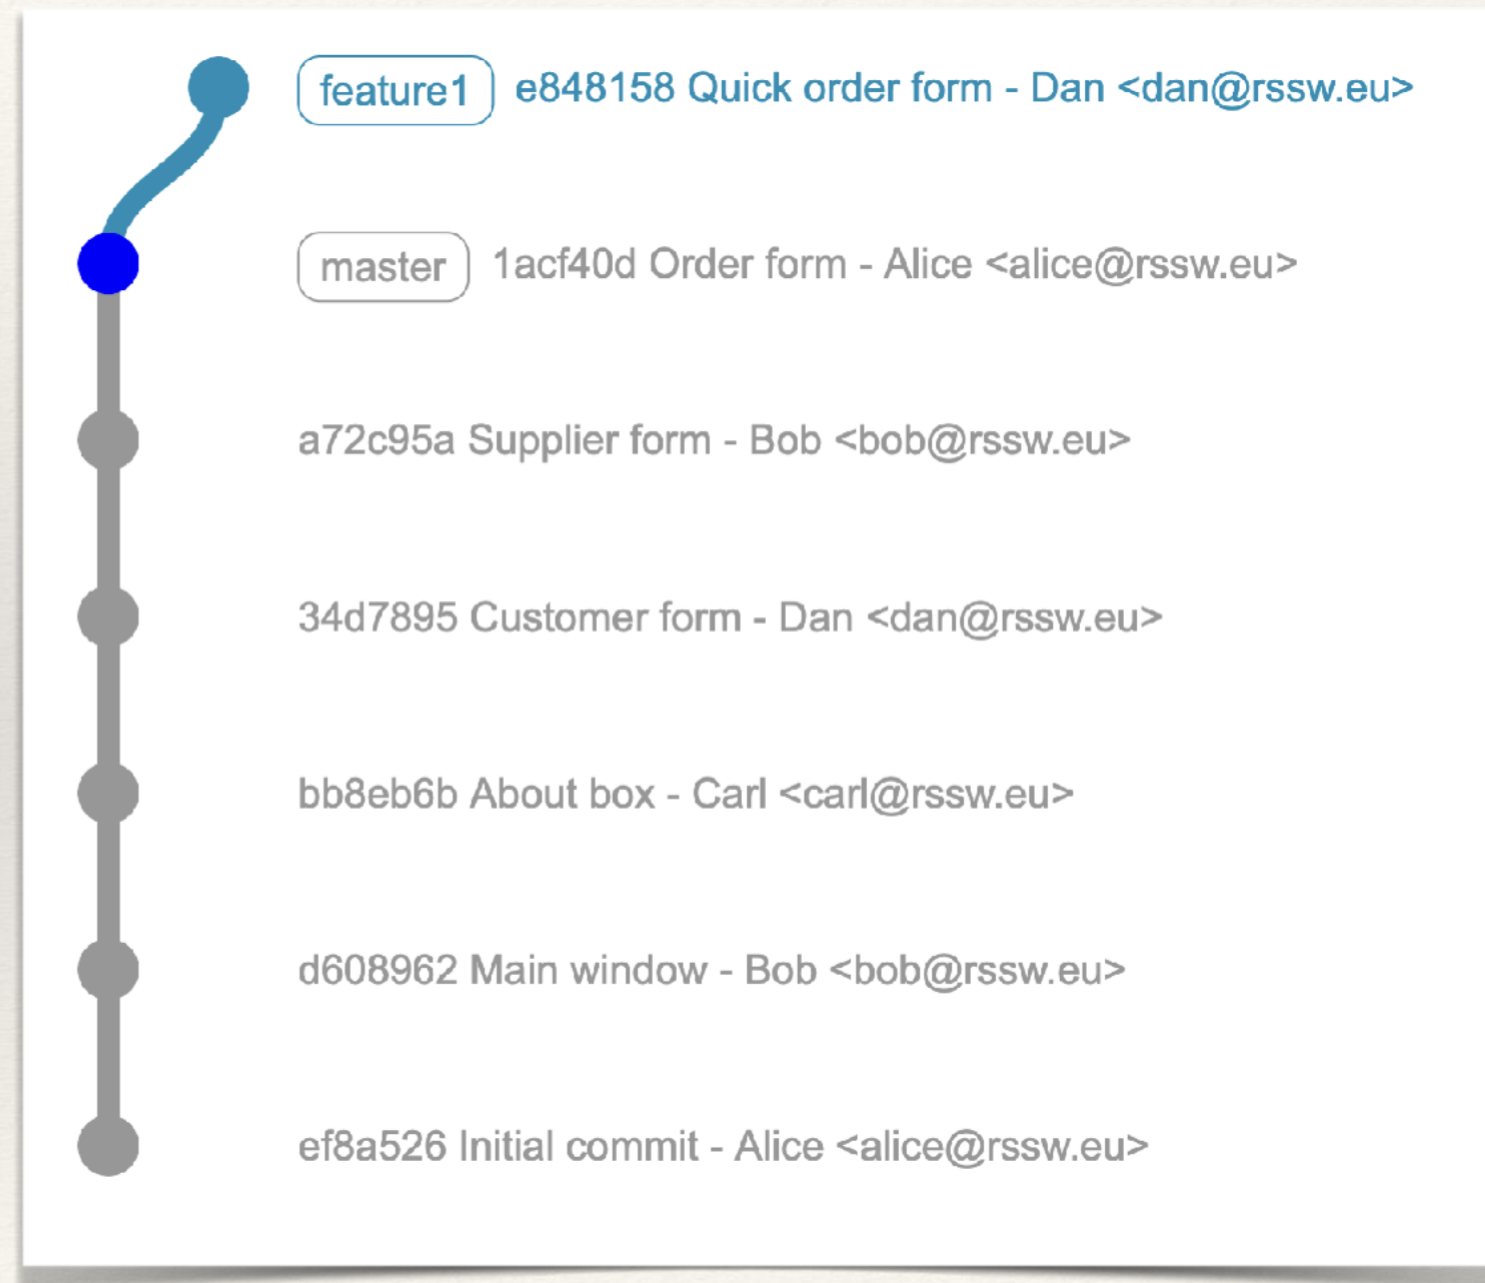 feature1 e848158 Quick order form - Dan <dan@rssw.eu>
master 1acf40d Order form - Alice <alice@rssw.eu>
a72c95a Supplier form - Bob <bob@rssw.eu>
34d7895 Customer form - Dan <dan@rssw.eu>
bb8eb6b About box - Carl <carl@rssw.eu>
d608962 Main window - Bob <bob@rssw.eu>
ef8a526 Initial commit - Alice <alice@rssw.eu>